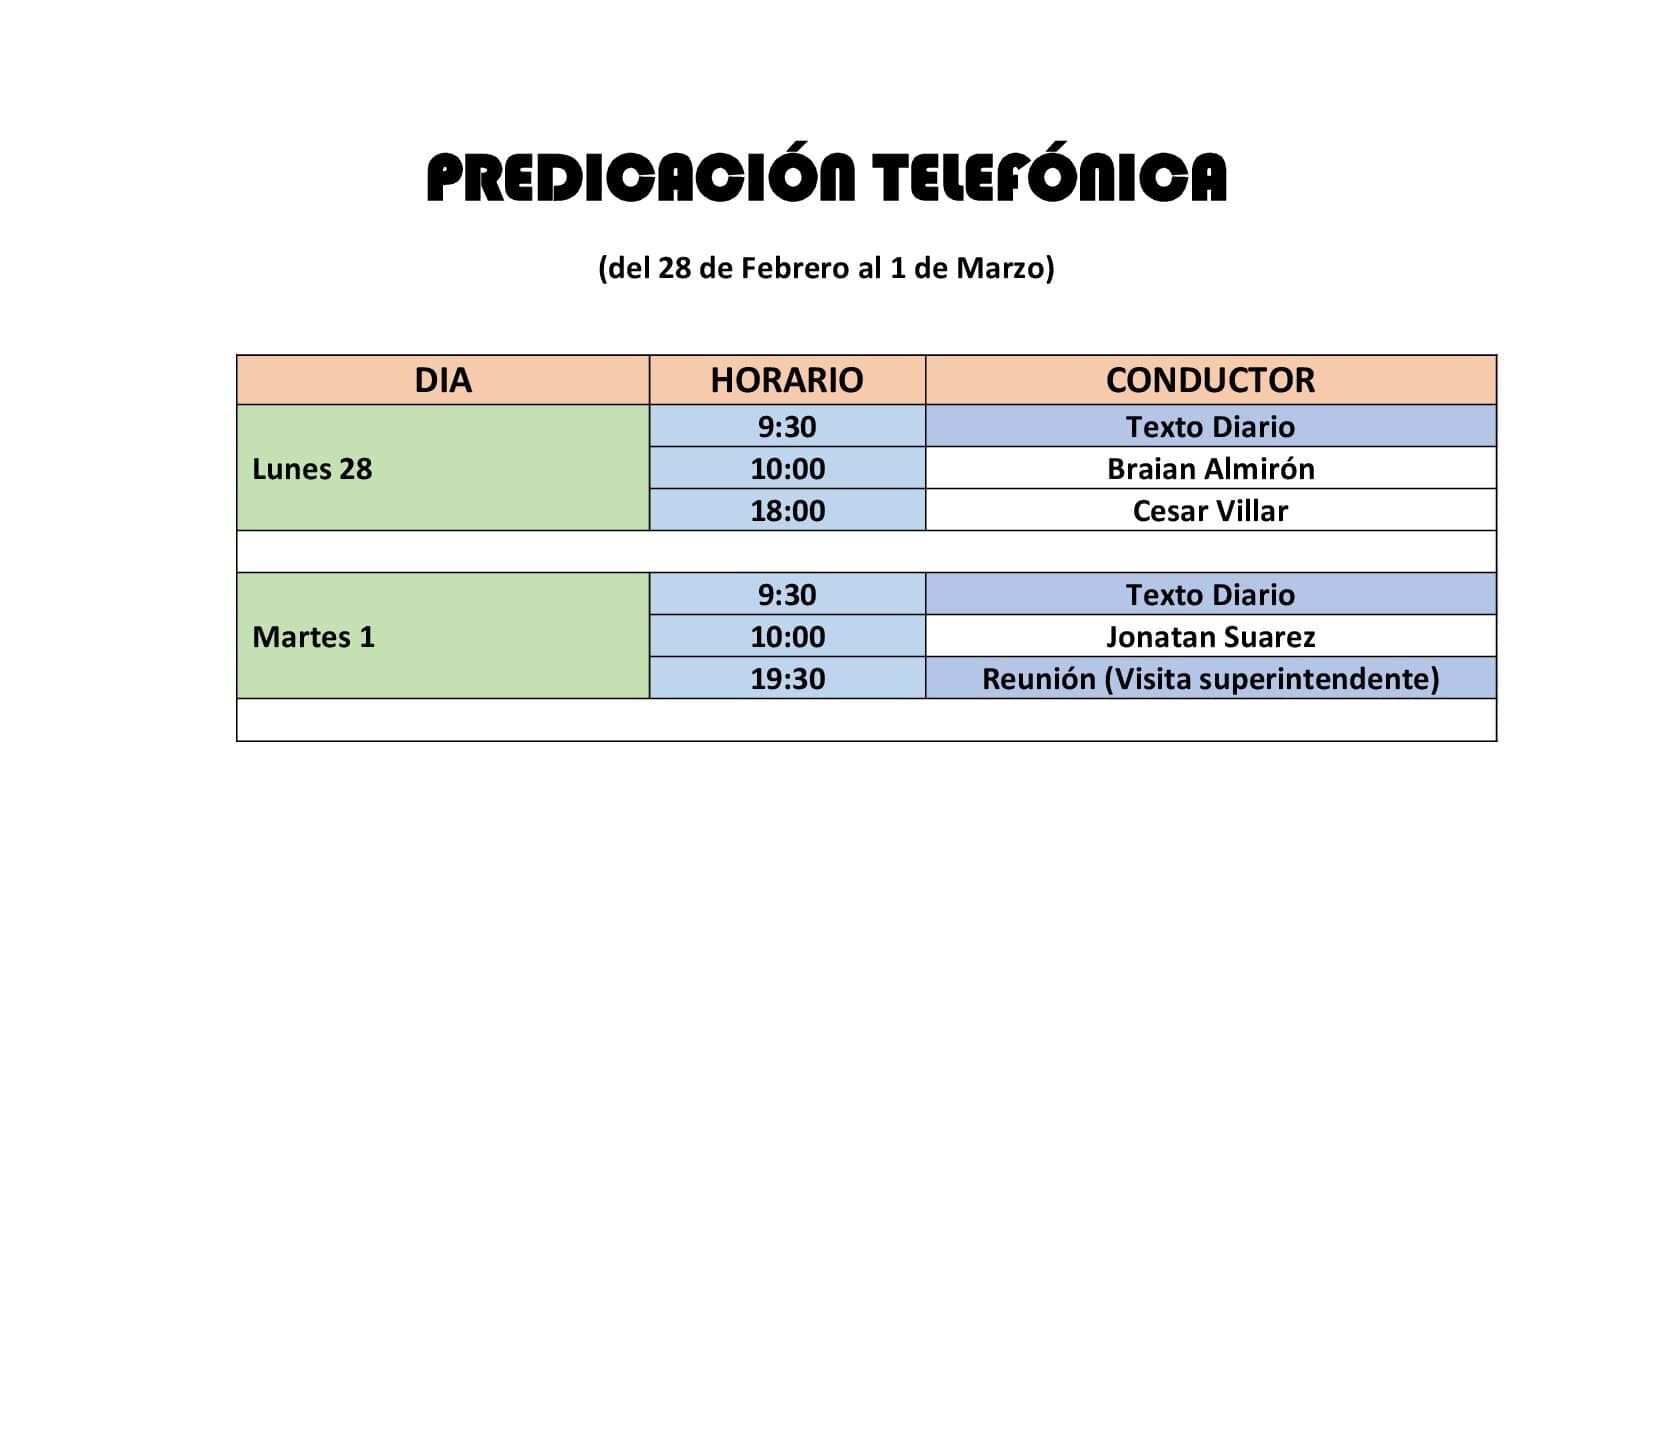 PREDICACIÓN TELEFÓNICA
(del 28 de Febrero al 1 de Marzo)
DIA HORARIO CONDUCTOR
Lunes 28
9:30 Texto Diario
10:00 Braian Almirón
18:00 Cesar Villar
Martes 1
9:30 Texto Diario
10:00 Jonatan Suarez
19:30 Reunión (Visita superintendente)